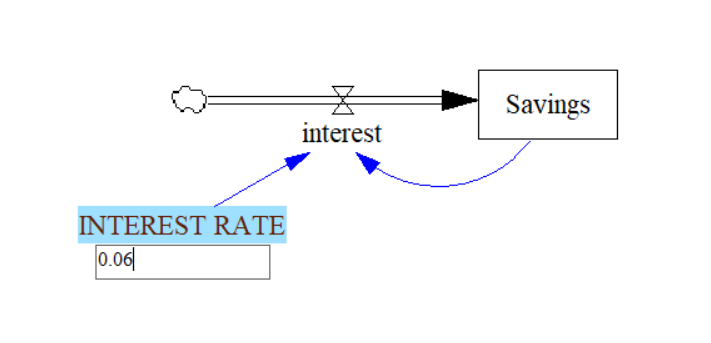 Savings
interest
INTEREST RATE
0.06